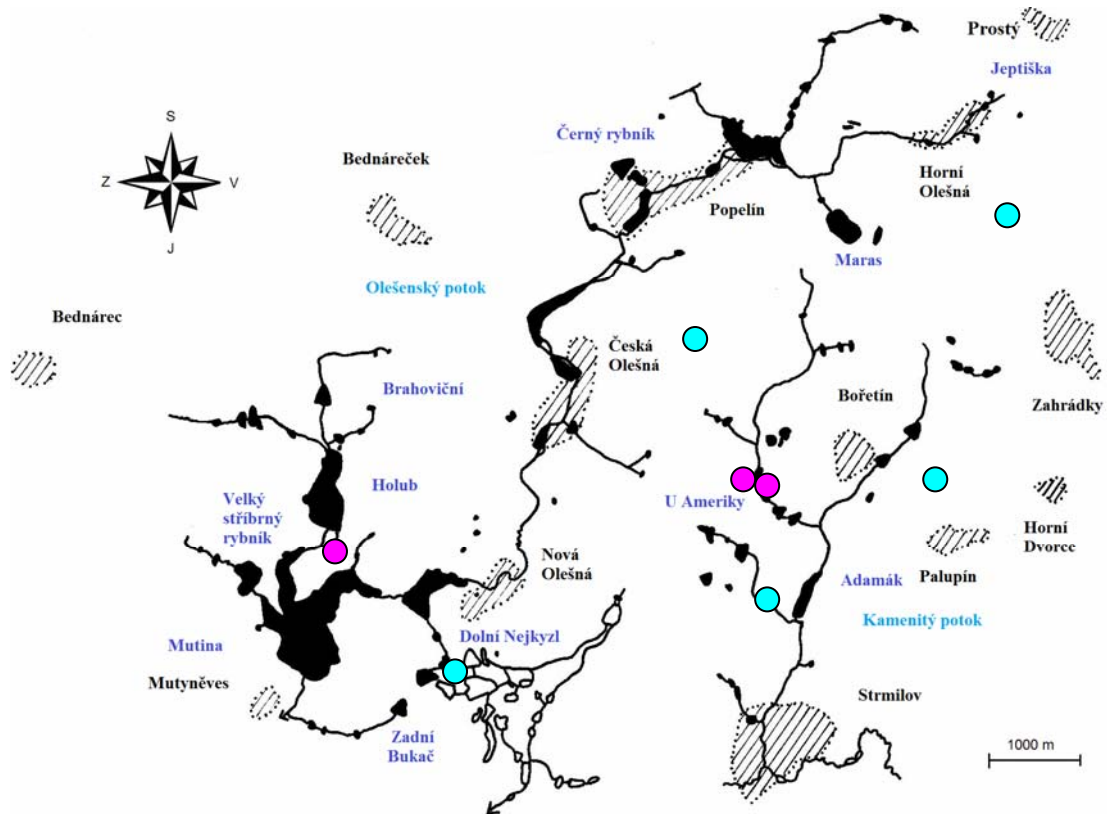 Prostý
Jeptiška
S
Z
V
J
Černý rybník
Bednáreček
Horní
Olešná
Popelín
Maras
Olešenský potok
Bednárec
Česká
Olešná
Brahoviční
Bořetín
Zahrádky
Holub
Velký
stříbrný
rybník
U Ameriky
Horní
Dvorce
Nová
Olešná
Adamák
Palupín
Kamenitý potok
Mutina
Dolní Nejkyzl
Mutyněves
Strmilov
Zadní
Bukač
1000 m